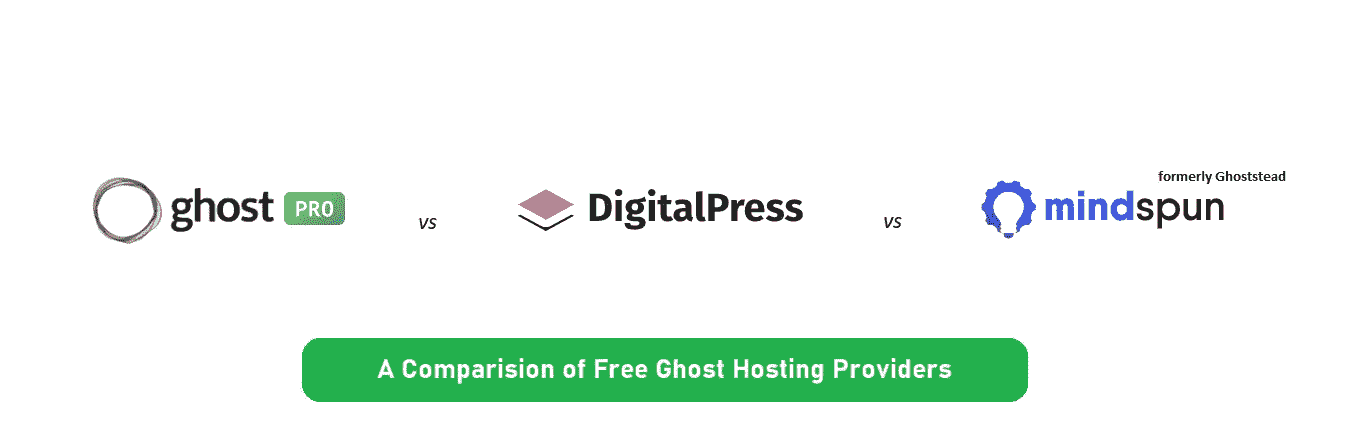 formerly Ghoststead
ghost PRO vs DigitalPress vs mindspun
A Comparision of Free Ghost Hosting Providers